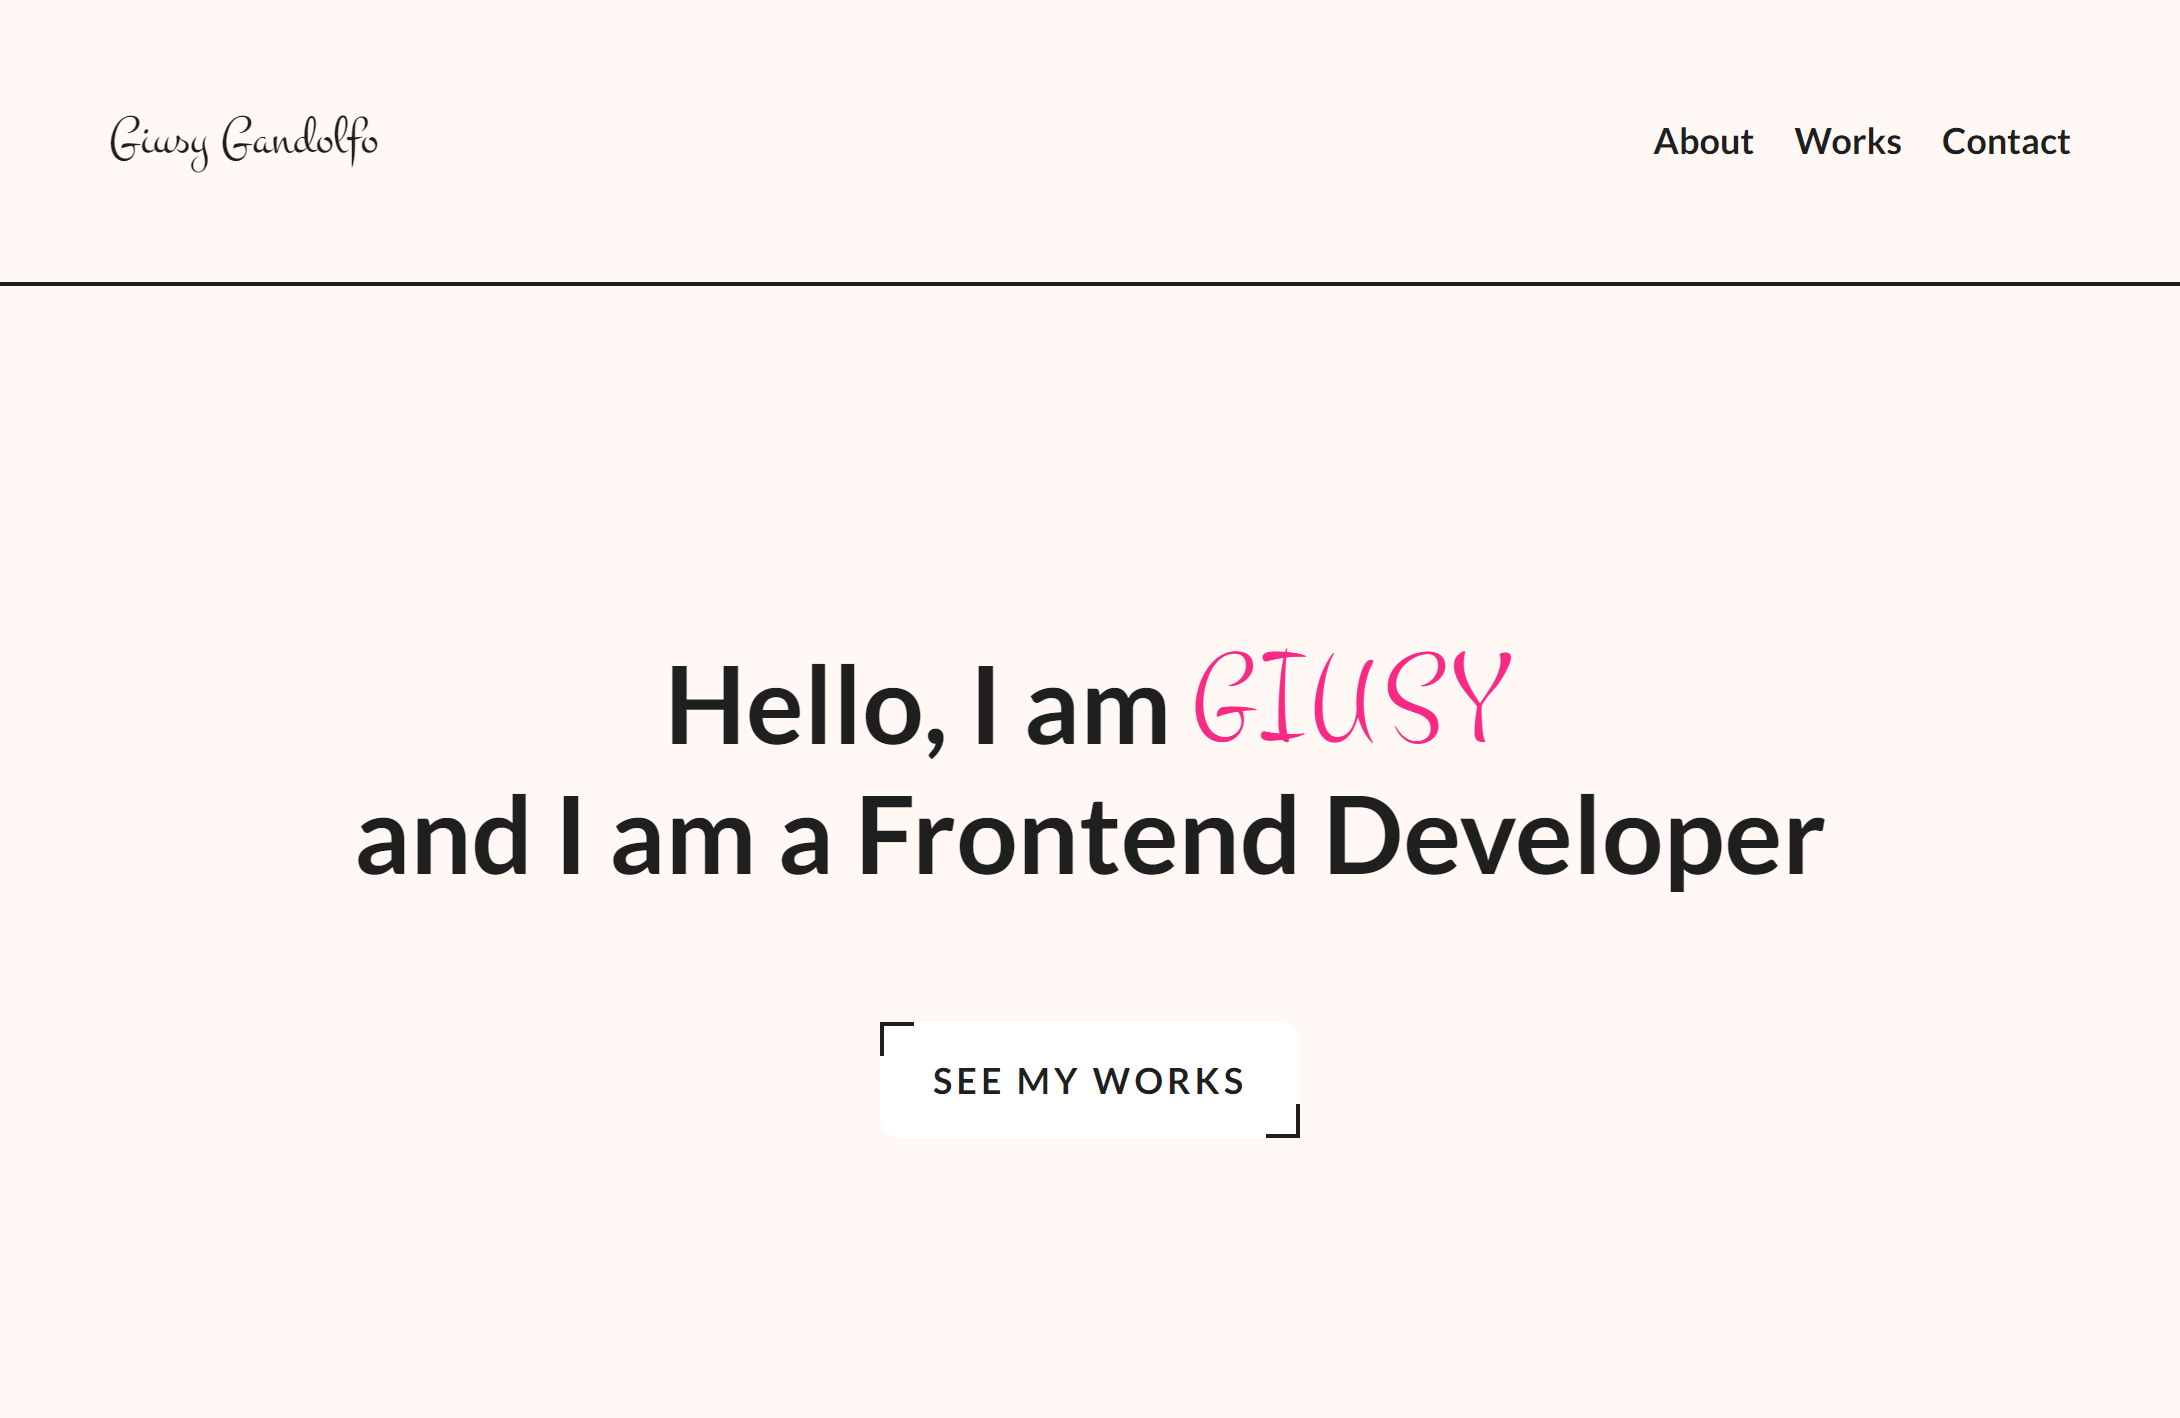 Giusy Gandolfo
About Works Contact
Hello, I am GIUSY
and I am a Frontend Developer
SEE MY WORKS